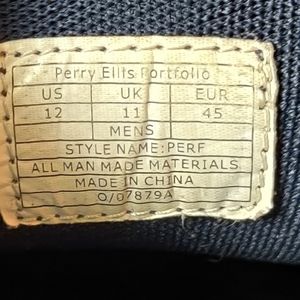 Perry Ellis Portfolio
US UK EUR
12 11 45
MENS
STYLE NAME:PERF
ALL MAN MADE MATERIALS
MADE IN CHINA
O/07879A